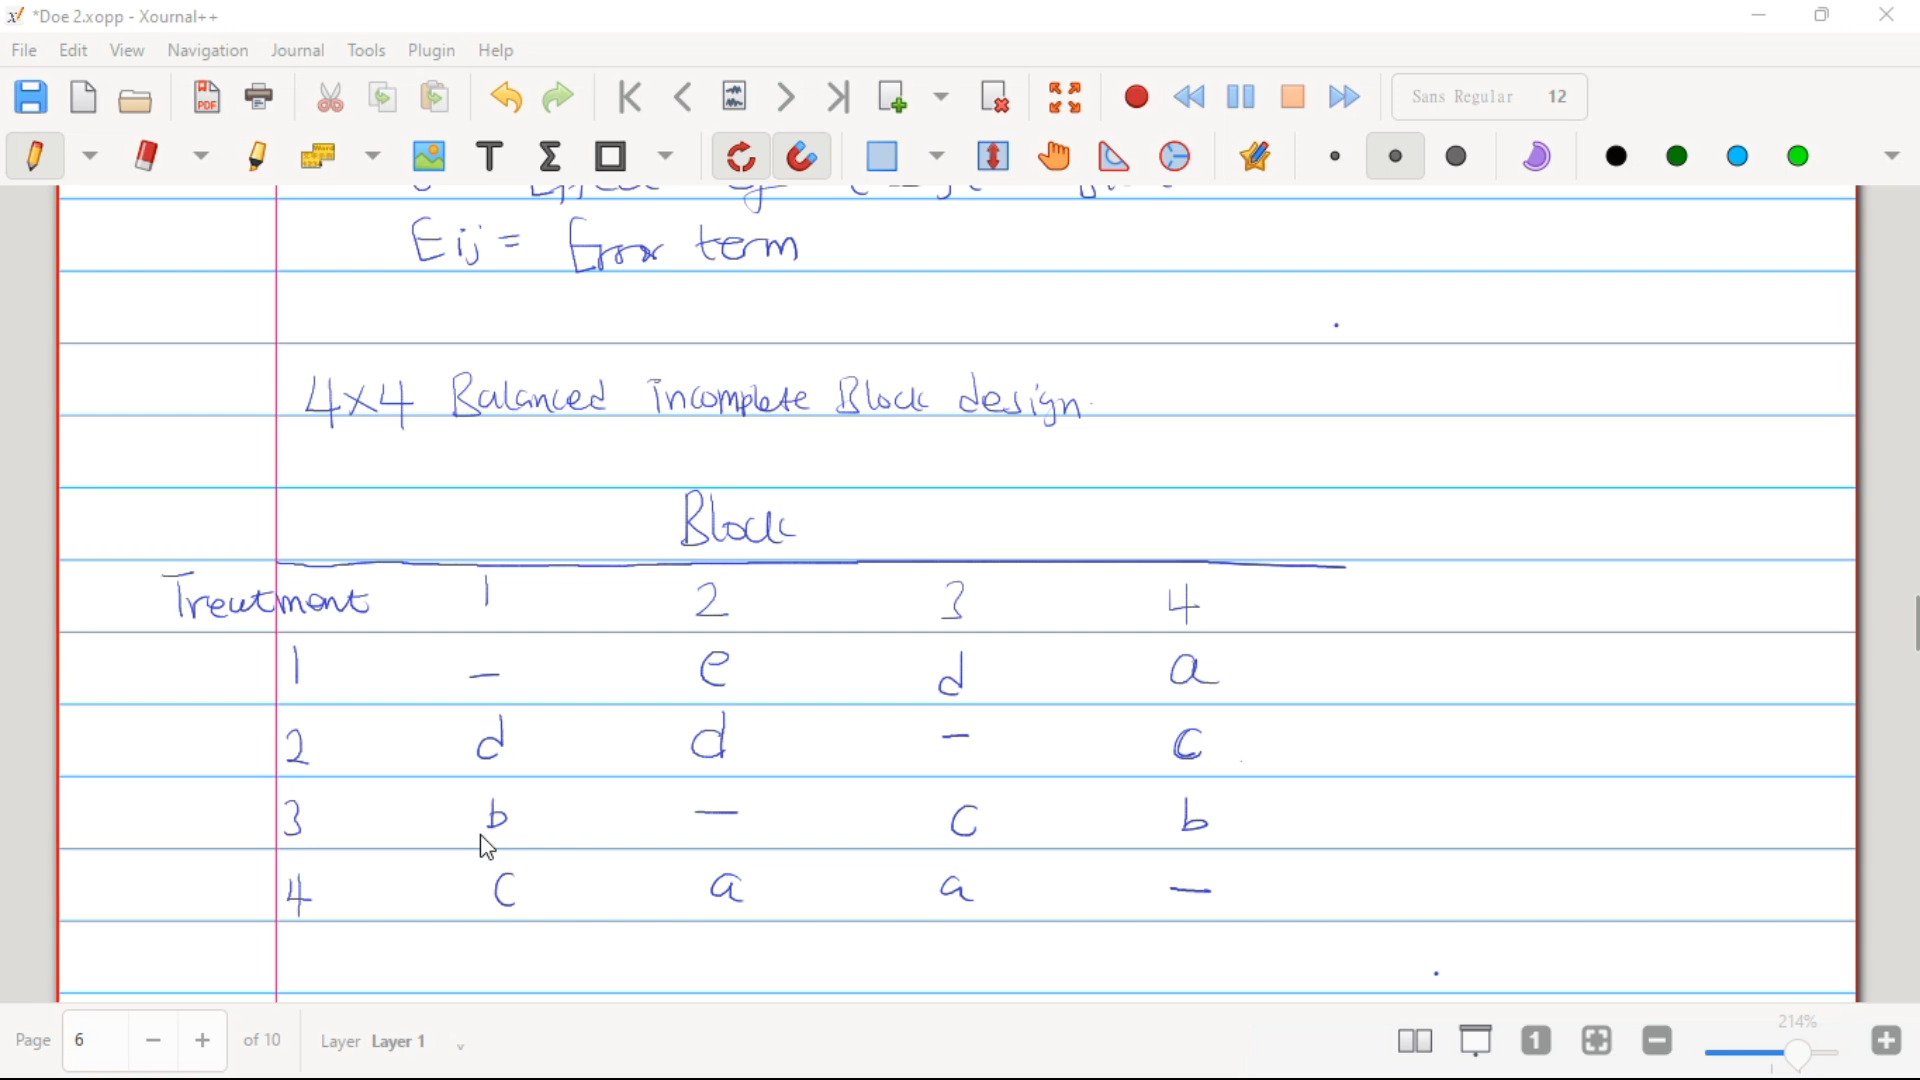 *Doe 2.xopp - Xournal++
File Edit View Navigation Journal Tools Plugin Help
Sans Regular 12
Eij = Error term
4×4 Balanced incomplete Block design.
Block
Treatment 1 2 3 4
1 – e d a
2 d d – c
3 b – c b
4 c a a –
Page 6 of 10 Layer Layer 1
214%